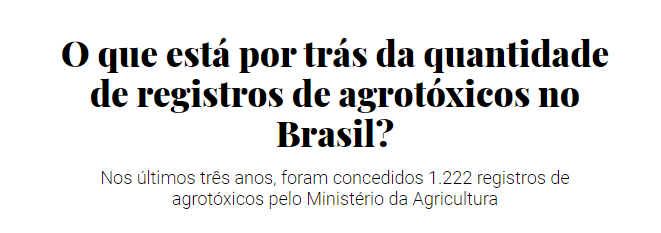 O que está por trás da quantidade
de registros de agrotóxicos no
Brasil?
Nos últimos três anos, foram concedidos 1.222 registros de
agrotóxicos pelo Ministério da Agricultura